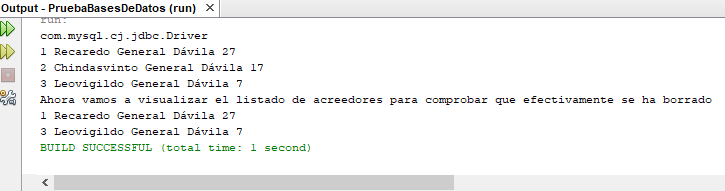 Output - PruebaBasesDeDatos (run) ×
run:
com.mysql.cj.jdbc.Driver
1 Recaredo General Dávila 27
2 Chindasvinto General Dávila 17
3 Leovigildo General Dávila 7
Ahora vamos a visualizar el listado de acreedores para comprobar que efectivamente se ha borrado
1 Recaredo General Dávila 27
3 Leovigildo General Dávila 7
BUILD SUCCESSFUL (total time: 1 second)